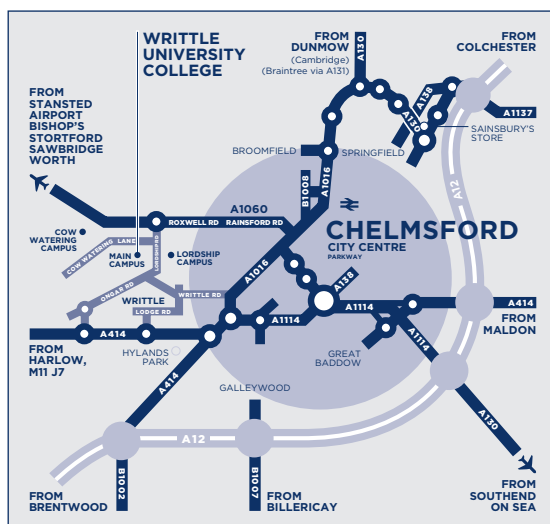 WRITTLE
UNIVERSITY
COLLEGE
FROM
DUNMOW
(Cambridge)
(Braintree via A131)
A130
FROM
COLCHESTER
FROM
STANSTED
AIRPORT
BISHOP'S
STORTFORD
SAWBRIDGE
WORTH
A138
A130
A1137
SAINSBURY'S
STORE
BROOMFIELD
SPRINGFIELD
A12
B1008
A1016
A1060
ROXWELL RD
RAINSFORD RD
CHELMSFORD
CITY CENTRE
PARKWAY
COW
WATERING
CAMPUS
COW WATERING LANE
LORDSHIP RD
MAIN
CAMPUS
LORDSHIP
CAMPUS
A1016
A138
ONGAR RD
WRITTLE
WRITTLE RD
LODGE RD
A1114
A1114
A414
FROM
MALDON
A414
FROM
HARLOW,
M11 J7
HYLANDS
PARK
GREAT
BADDOW
A1114
A414
GALLEYWOOD
A130
A12
B1002
B1007
FROM
BRENTWOOD
FROM
BILLERICAY
FROM
SOUTHEND
ON SEA